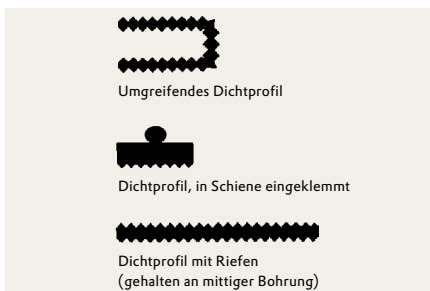 Umgreifendes Dichtprofil
Dichtprofil, in Schiene eingeklemmt
Dichtprofil mit Riefen
(gehalten an mittiger Bohrung)